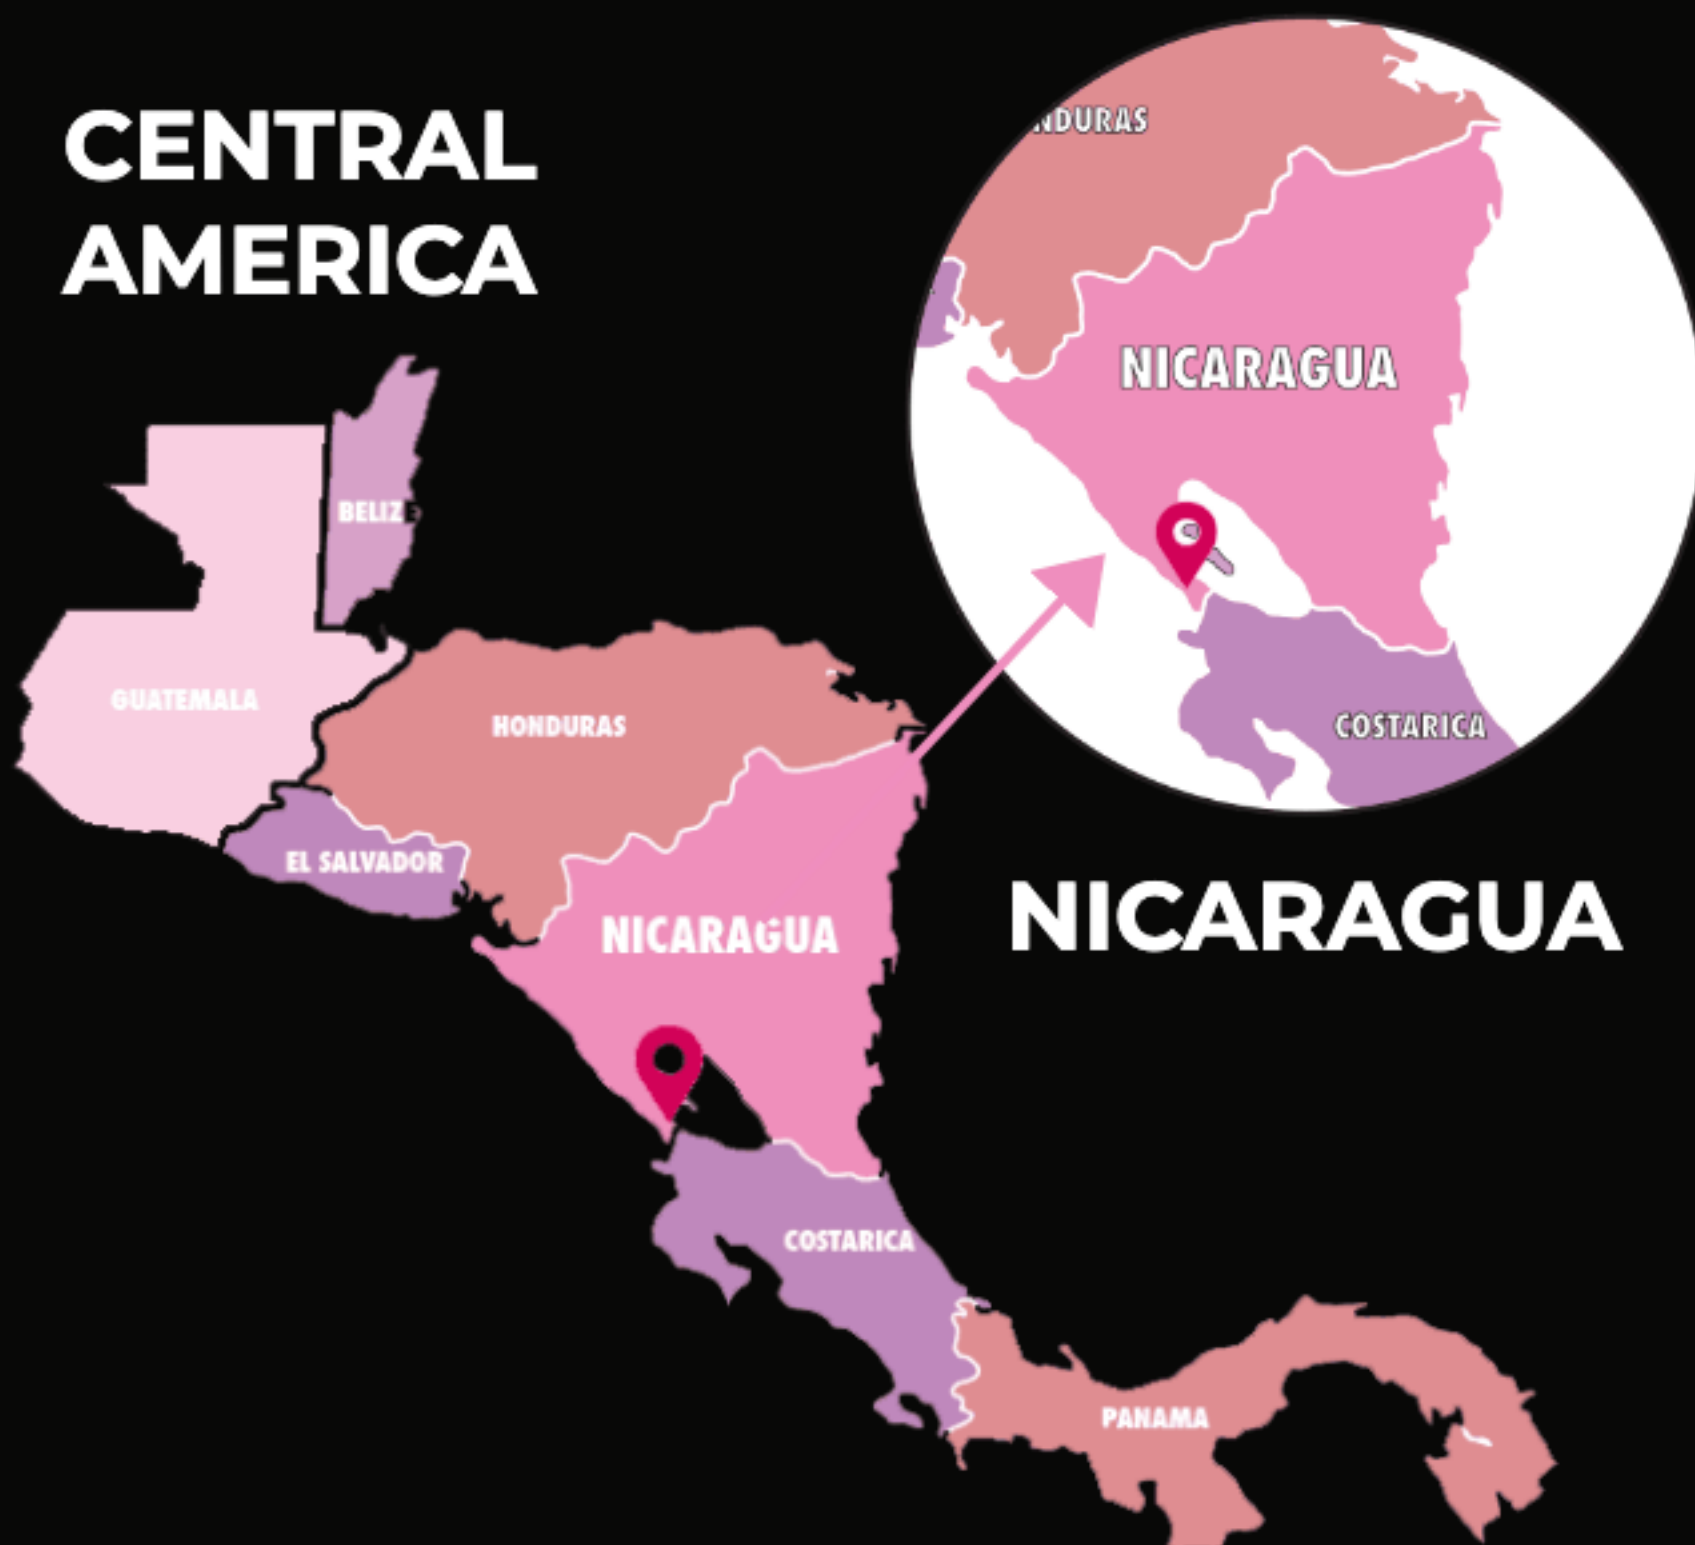 CENTRAL
AMERICA
NDURAS
NICARAGUA
COSTARICA
NICARAGUA
BELIZE
GUATEMALA
HONDURAS
EL SALVADOR
NICARAGUA
COSTARICA
PANAMA